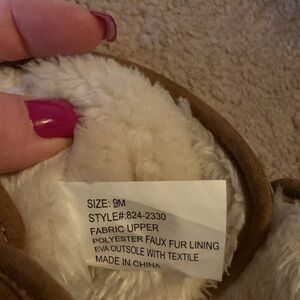 SIZE: 9M
STYLE#:824-2330
FABRIC UPPER
POLYESTER FAUX FUR LINING
EVA OUTSOLE WITH TEXTILE
MADE IN CHINA